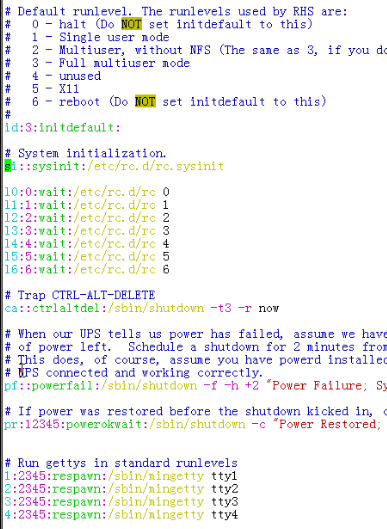 # Default runlevel. The runlevels used by RHS are:
#   0 - halt (Do NOT set initdefault to this)
#   1 - Single user mode
#   2 - Multiuser, without NFS (The same as 3, if you do
#   3 - Full multiuser mode
#   4 - unused
#   5 - X11
#   6 - reboot (Do NOT set initdefault to this)
#
id:3:initdefault:
# System initialization.
si::sysinit:/etc/rc.d/rc.sysinit
l0:0:wait:/etc/rc.d/rc 0
l1:1:wait:/etc/rc.d/rc 1
l2:2:wait:/etc/rc.d/rc 2
l3:3:wait:/etc/rc.d/rc 3
l4:4:wait:/etc/rc.d/rc 4
l5:5:wait:/etc/rc.d/rc 5
l6:6:wait:/etc/rc.d/rc 6
# Trap CTRL-ALT-DELETE
ca::ctrlaltdel:/sbin/shutdown -t3 -r now
# When our UPS tells us power has failed, assume we have
# of power left.  Schedule a shutdown for 2 minutes from
# This does, of course, assume you have powerd installed
# UPS connected and working correctly.
pf::powerfail:/sbin/shutdown -f -h +2 "Power Failure; Sy
# If power was restored before the shutdown kicked in, c
pr:12345:powerokwait:/sbin/shutdown -c "Power Restored;
# Run gettys in standard runlevels
1:2345:respawn:/sbin/mingetty tty1
2:2345:respawn:/sbin/mingetty tty2
3:2345:respawn:/sbin/mingetty tty3
4:2345:respawn:/sbin/mingetty tty4